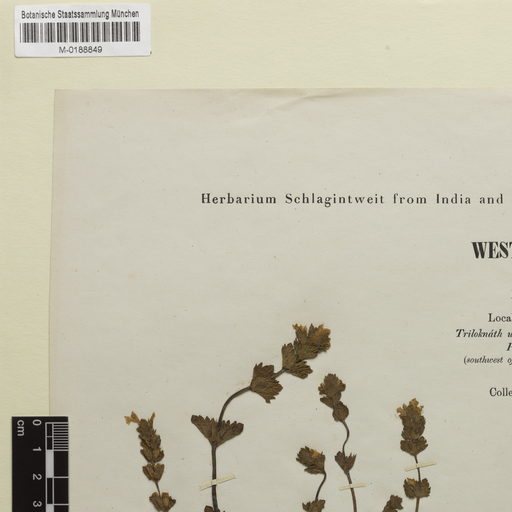 Botanische Staatssammlung München
M-0188849
Herbarium Schlagintweit from India and
WEST
Loca
Triloknáth u
(southwest of
Colle
cm
0
1
2
3